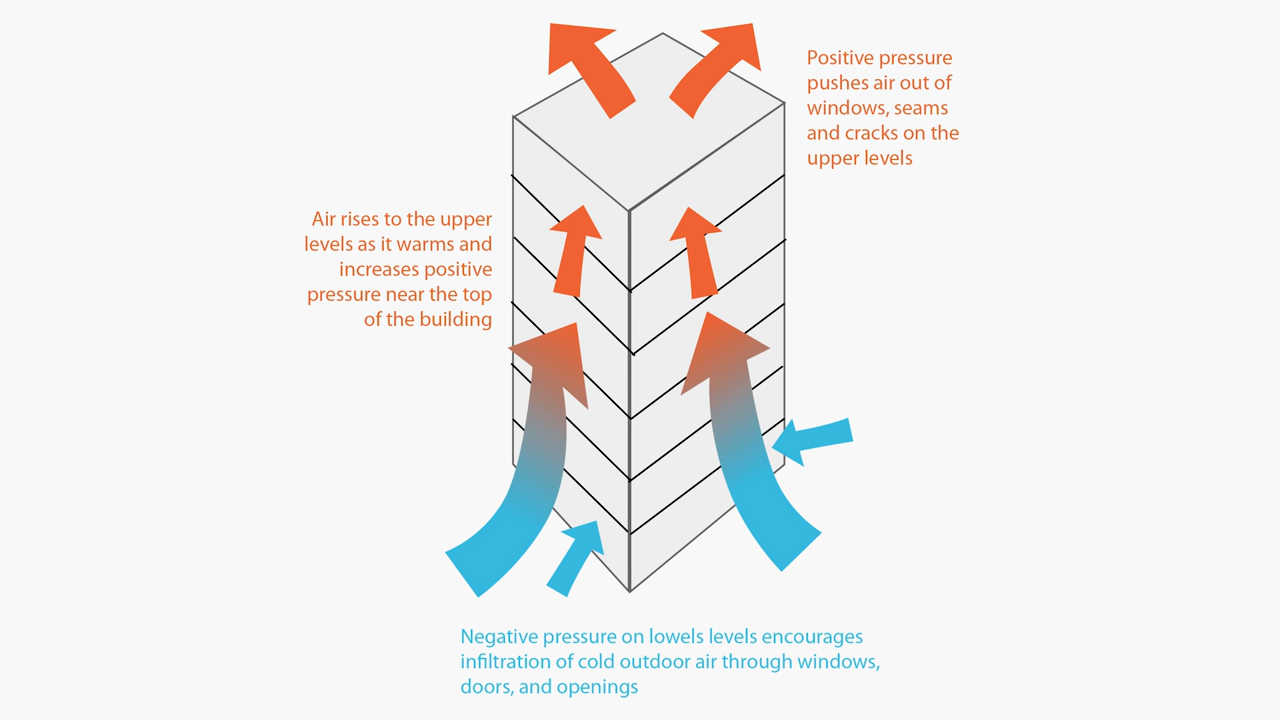 Positive pressure
pushes air out of
windows, seams
and cracks on the
upper levels
Air rises to the upper
levels as it warms and
increases positive
pressure near the top
of the building
Negative pressure on lowels levels encourages
infiltration of cold outdoor air through windows,
doors, and openings